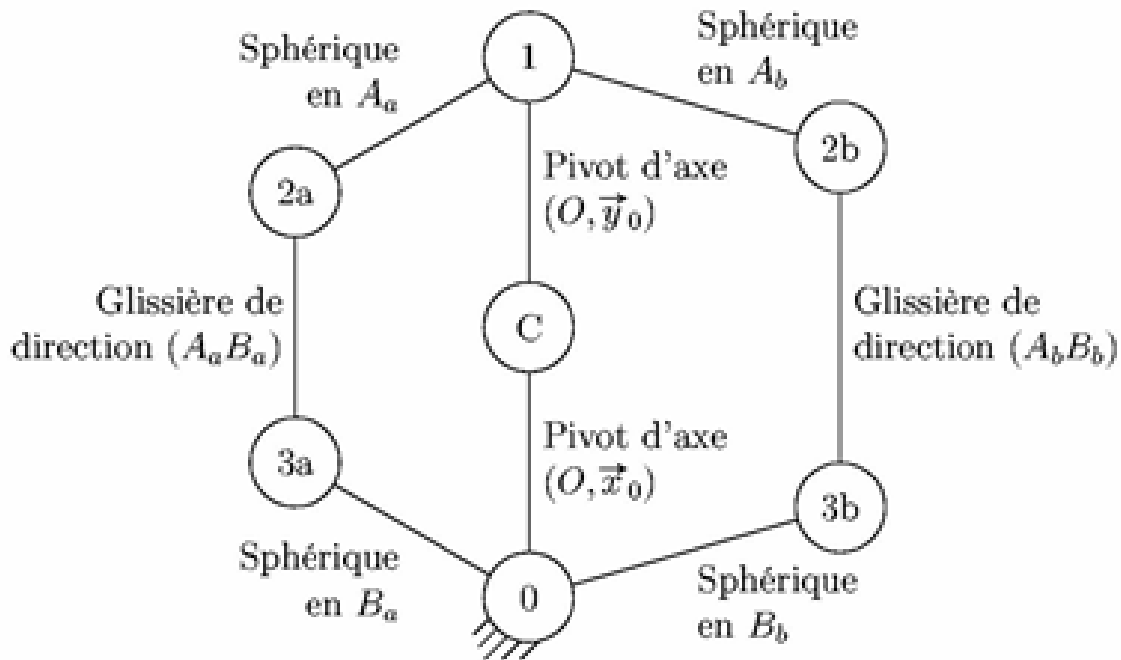 Sphérique
en A_a
1
Sphérique
en A_b
2a
2b
Pivot d'axe
(O, y⃗_0)
Glissière de
direction (A_aB_a)
C
Glissière de
direction (A_bB_b)
3a
Pivot d'axe
(O, x⃗_0)
3b
Sphérique
en B_a
0
Sphérique
en B_b